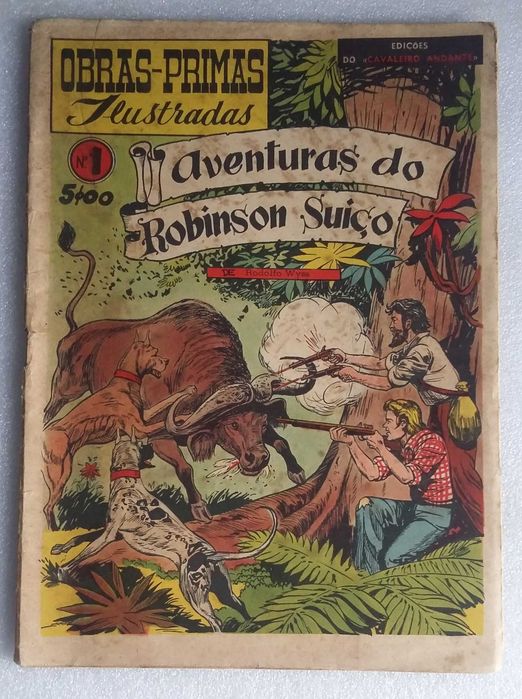 OBRAS-PRIMAS
Ilustradas
EDIÇÕES
DO «CAVALEIRO ANDANTE»
Nº 1
5$00
Aventuras do
Robinson Suiço
DE Rodolfo Wyss